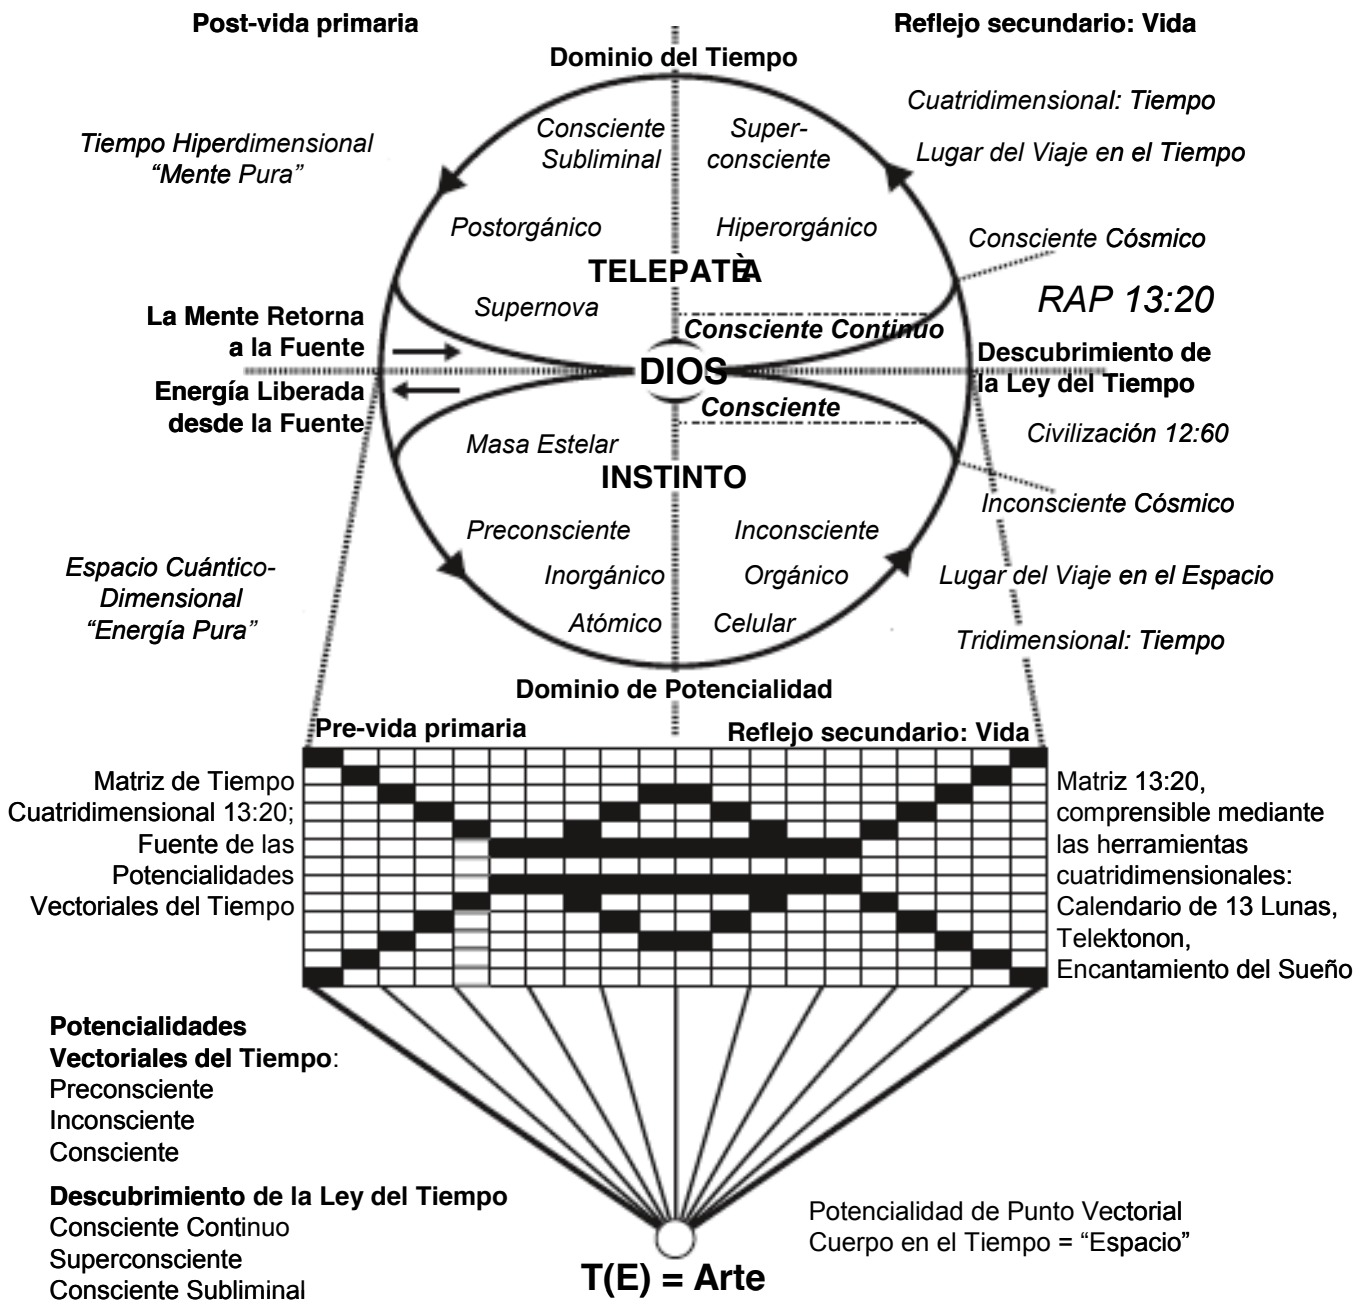 Post-vida primaria
Reflejo secundario: Vida
Dominio del Tiempo
Cuatridimensional: Tiempo
Tiempo Hiperdimensional
“Mente Pura”
Consciente
Subliminal
Super-
consciente
Lugar del Viaje en el Tiempo
Postorgánico
Hiperorgánico
Consciente Cósmico
TELEPATÈA
RAP 13:20
Supernova
La Mente Retorna
a la Fuente
Consciente Continuo
DIOS
Descubrimiento de
la Ley del Tiempo
Energía Liberada
desde la Fuente
Consciente
Civilización 12:60
Masa Estelar
INSTINTO
Inconsciente Cósmico
Preconsciente
Inconsciente
Espacio Cuántico-
Dimensional
“Energía Pura”
Inorgánico
Orgánico
Lugar del Viaje en el Espacio
Atómico
Celular
Tridimensional: Tiempo
Dominio de Potencialidad
Pre-vida primaria
Reflejo secundario: Vida
Matriz de Tiempo
Cuatridimensional 13:20;
Fuente de las
Potencialidades
Vectoriales del Tiempo
Matriz 13:20,
comprensible mediante
las herramientas
cuatridimensionales:
Calendario de 13 Lunas,
Telektonon,
Encantamiento del Sueño
Potencialidades
Vectoriales del Tiempo:
Preconsciente
Inconsciente
Consciente
Descubrimiento de la Ley del Tiempo
Consciente Continuo
Superconsciente
Consciente Subliminal
Potencialidad de Punto Vectorial
Cuerpo en el Tiempo = “Espacio”
T(E) = Arte